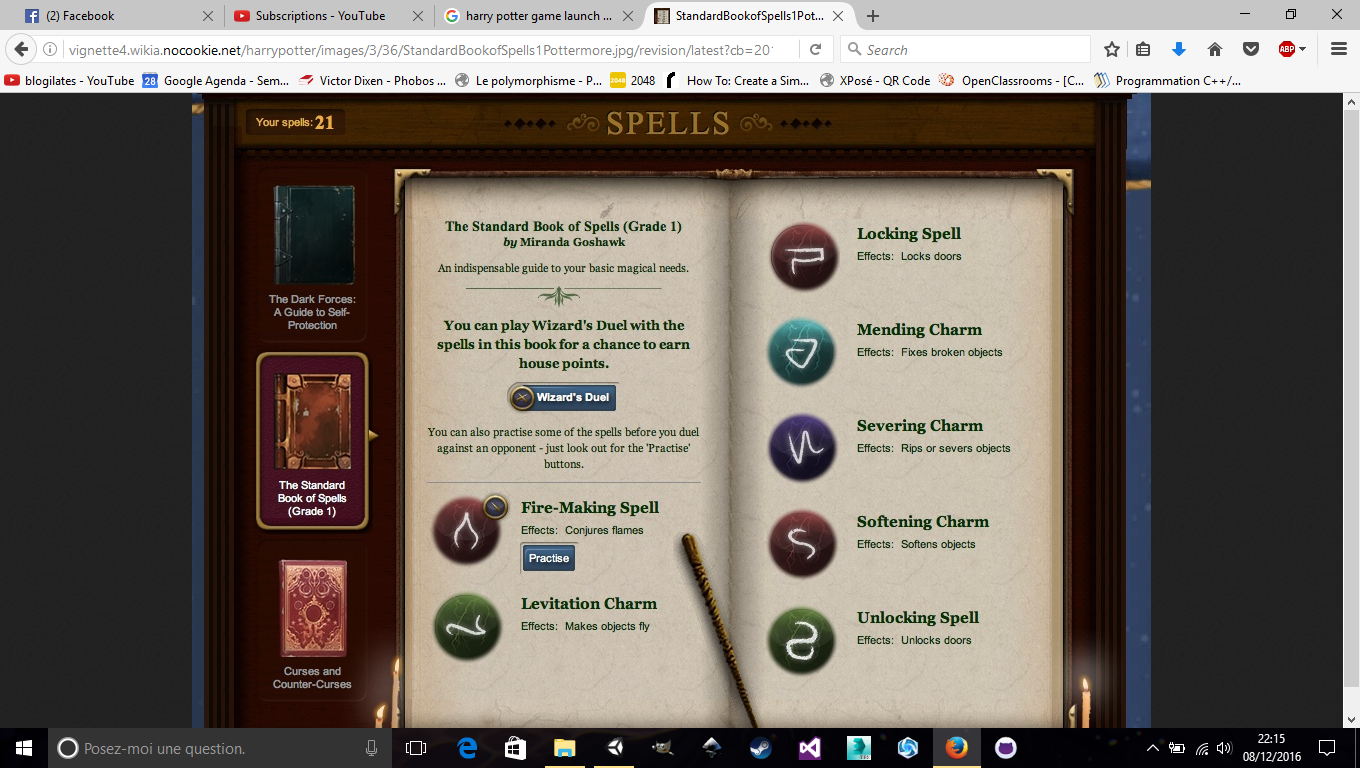 (2) Facebook
Subscriptions - YouTube
harry potter game launch ...
StandardBookofSpells1Pot...
vignette4.wikia.nocookie.net/harrypotter/images/3/36/StandardBookofSpells1Pottermore.jpg/revision/latest?cb=20
Search
ABP
blogilates - YouTube
28 Google Agenda - Sem...
Victor Dixen - Phobos ...
Le polymorphisme - P...
2048 2048
How To: Create a Sim...
XPosé - QR Code
OpenClassrooms - [C...
Programmation C++/...
Your spells: 21
SPELLS
The Dark Forces:
A Guide to Self-
Protection
The Standard
Book of Spells
(Grade 1)
Curses and
Counter-Curses
The Standard Book of Spells (Grade 1)
by Miranda Goshawk
An indispensable guide to your basic magical needs.
You can play Wizard's Duel with the
spells in this book for a chance to earn
house points.
Wizard's Duel
You can also practise some of the spells before you duel
against an opponent - just look out for the 'Practise'
buttons.
Fire-Making Spell
Effects: Conjures flames
Practise
Levitation Charm
Effects: Makes objects fly
Locking Spell
Effects: Locks doors
Mending Charm
Effects: Fixes broken objects
Severing Charm
Effects: Rips or severs objects
Softening Charm
Effects: Softens objects
Unlocking Spell
Effects: Unlocks doors
Posez-moi une question.
22:15
08/12/2016